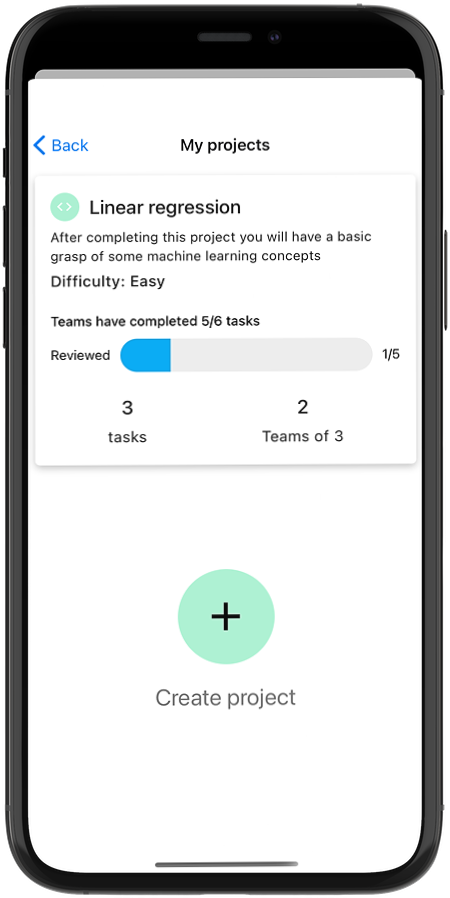 Back
My projects
Linear regression
After completing this project you will have a basic
grasp of some machine learning concepts
Difficulty: Easy
Teams have completed 5/6 tasks
Reviewed 1/5
3 2
tasks Teams of 3
+
Create project